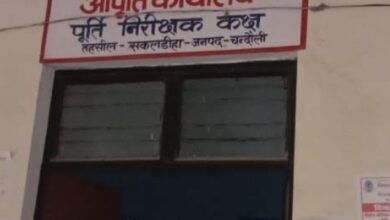 आपूर्ति कार्यालय
पूर्ति निरीक्षक कक्ष
तहसील-सकलडीहा-जनपद-चन्दौली